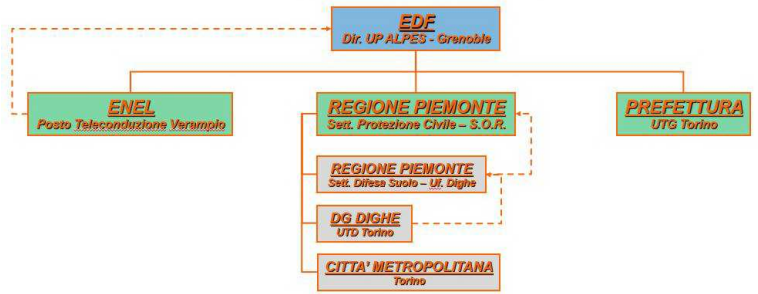 EDF
Dir. UP ALPES - Grenoble
ENEL
Posto Teleconduzione Verampio
REGIONE PIEMONTE
Sett. Protezione Civile – S.O.R.
PREFETTURA
UTG Torino
REGIONE PIEMONTE
Sett. Difesa Suolo – Uf. Dighe
DG DIGHE
UTD Torino
CITTA' METROPOLITANA
Torino